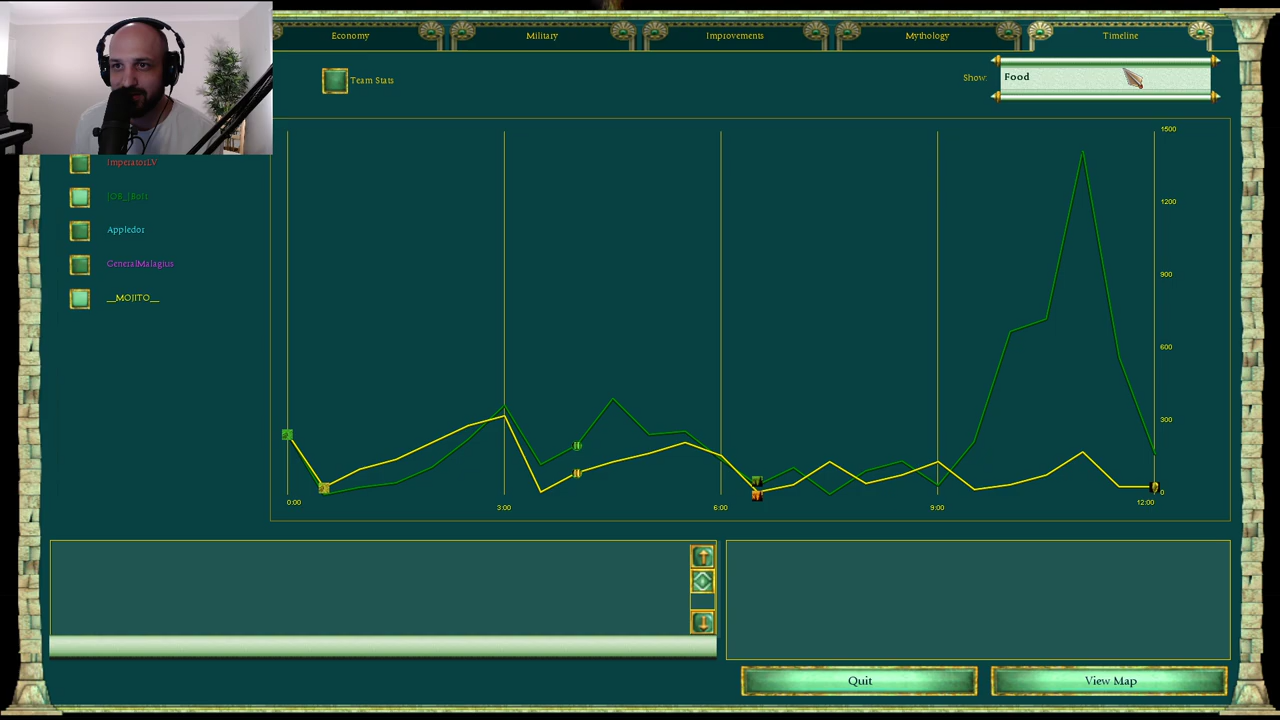 Economy
Military
Improvements
Mythology
Timeline
Team Stats
Show:
Food
ImperatorLV
Appledor
GeneralMalagius
__MOJITO__
1500
1200
900
600
300
0
0:00
3:00
6:00
9:00
12:00
Quit
View Map